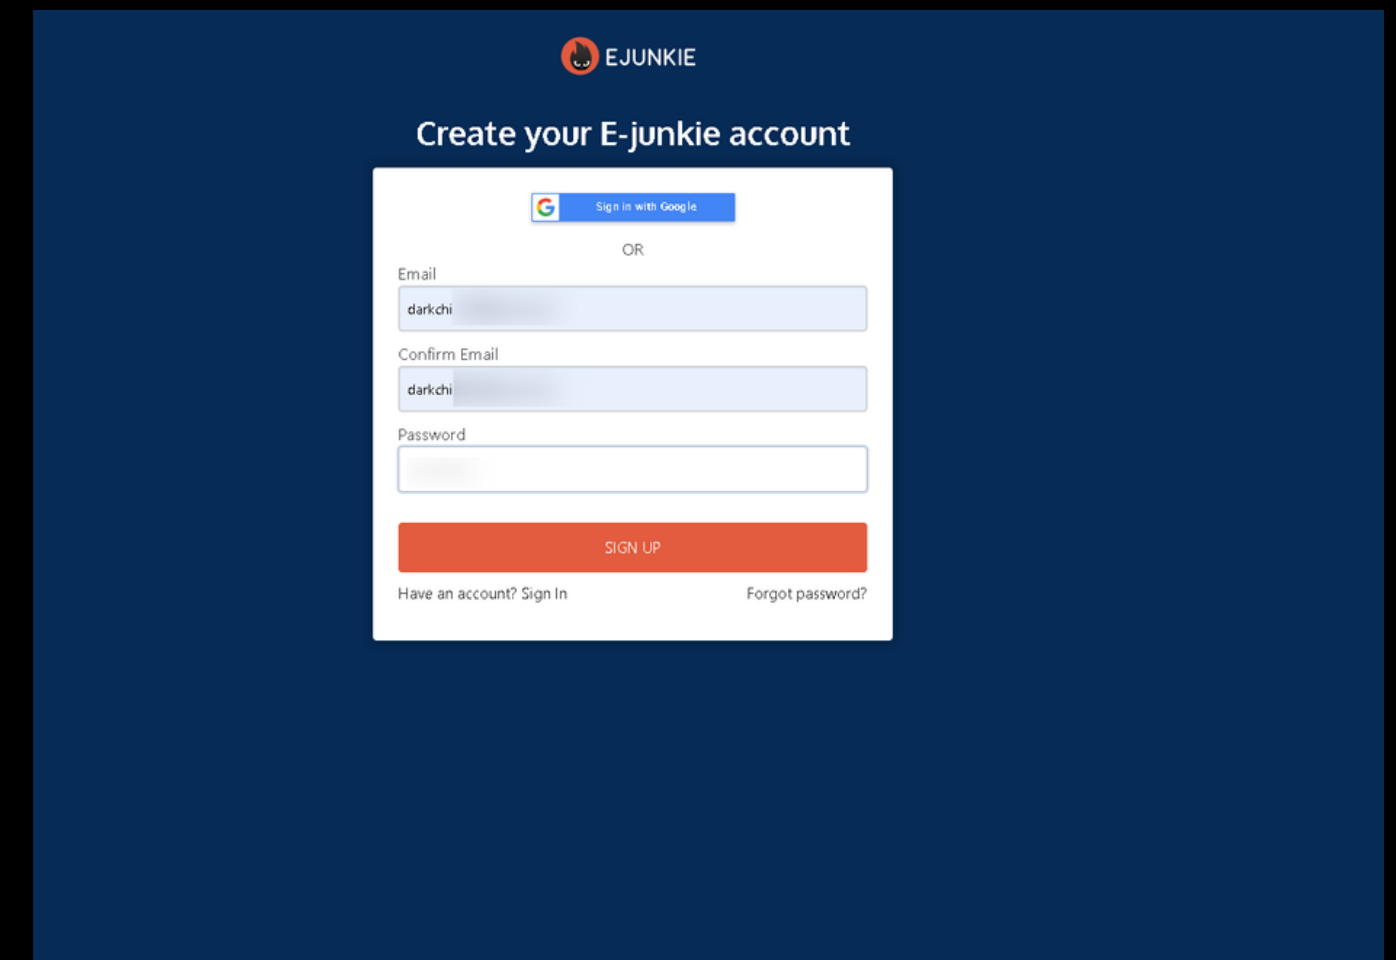 EJUNKIE
Create your E-junkie account
Sign in with Google
OR
Email
darkchi
Confirm Email
darkchi
Password
SIGN UP
Have an account? Sign In
Forgot password?